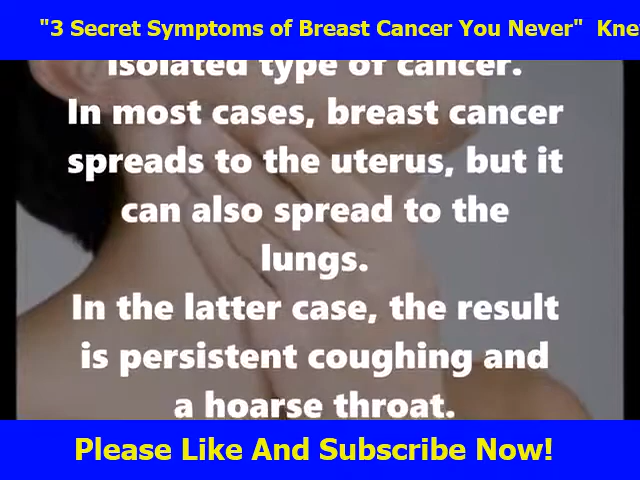 "3 Secret Symptoms of Breast Cancer You Never" Kne
isolated type of cancer.
In most cases, breast cancer
spreads to the uterus, but it
can also spread to the
lungs.
In the latter case, the result
is persistent coughing and
a hoarse throat.
Please Like And Subscribe Now!